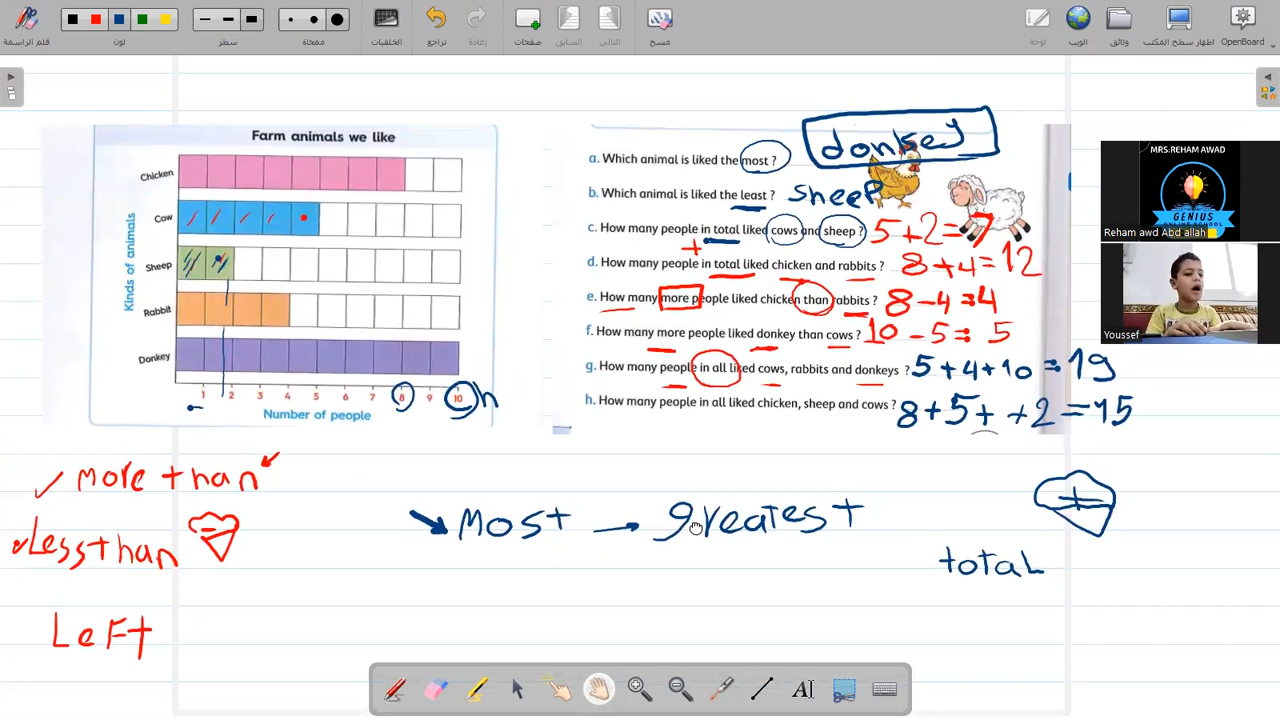 قلم الراسمة
لون
سطر
ممحاة
الخلفيات
تراجع
إعادة
صفحات
السابق
التالي
مسح
لوحة
الويب
وثائق
اظهار سطح المكتب
OpenBoard
Farm animals we like
Kinds of animals
Chicken
Cow
Sheep
Rabbit
Donkey
1 2 3 4 5 6 7 8 9 10 h
Number of people
a. Which animal is liked the most ? donkey
b. Which animal is liked the least ? sheep
c. How many people in total liked cows and sheep ? 5+2=7
+
d. How many people in total liked chicken and rabbits ? 8+4=12
e. How many more people liked chicken than rabbits ? 8-4=4
f. How many more people liked donkey than cows ? 10-5=5
g. How many people in all liked cows, rabbits and donkeys ? 5+4+10=19
h. How many people in all liked chicken, sheep and cows ? 8+5++2=15
MRS.REHAM AWAD
GENIUS
Reham awd Abd allah
Youssef
✓ more than
Less than
-
Left
Most → greatest
+
total
AI